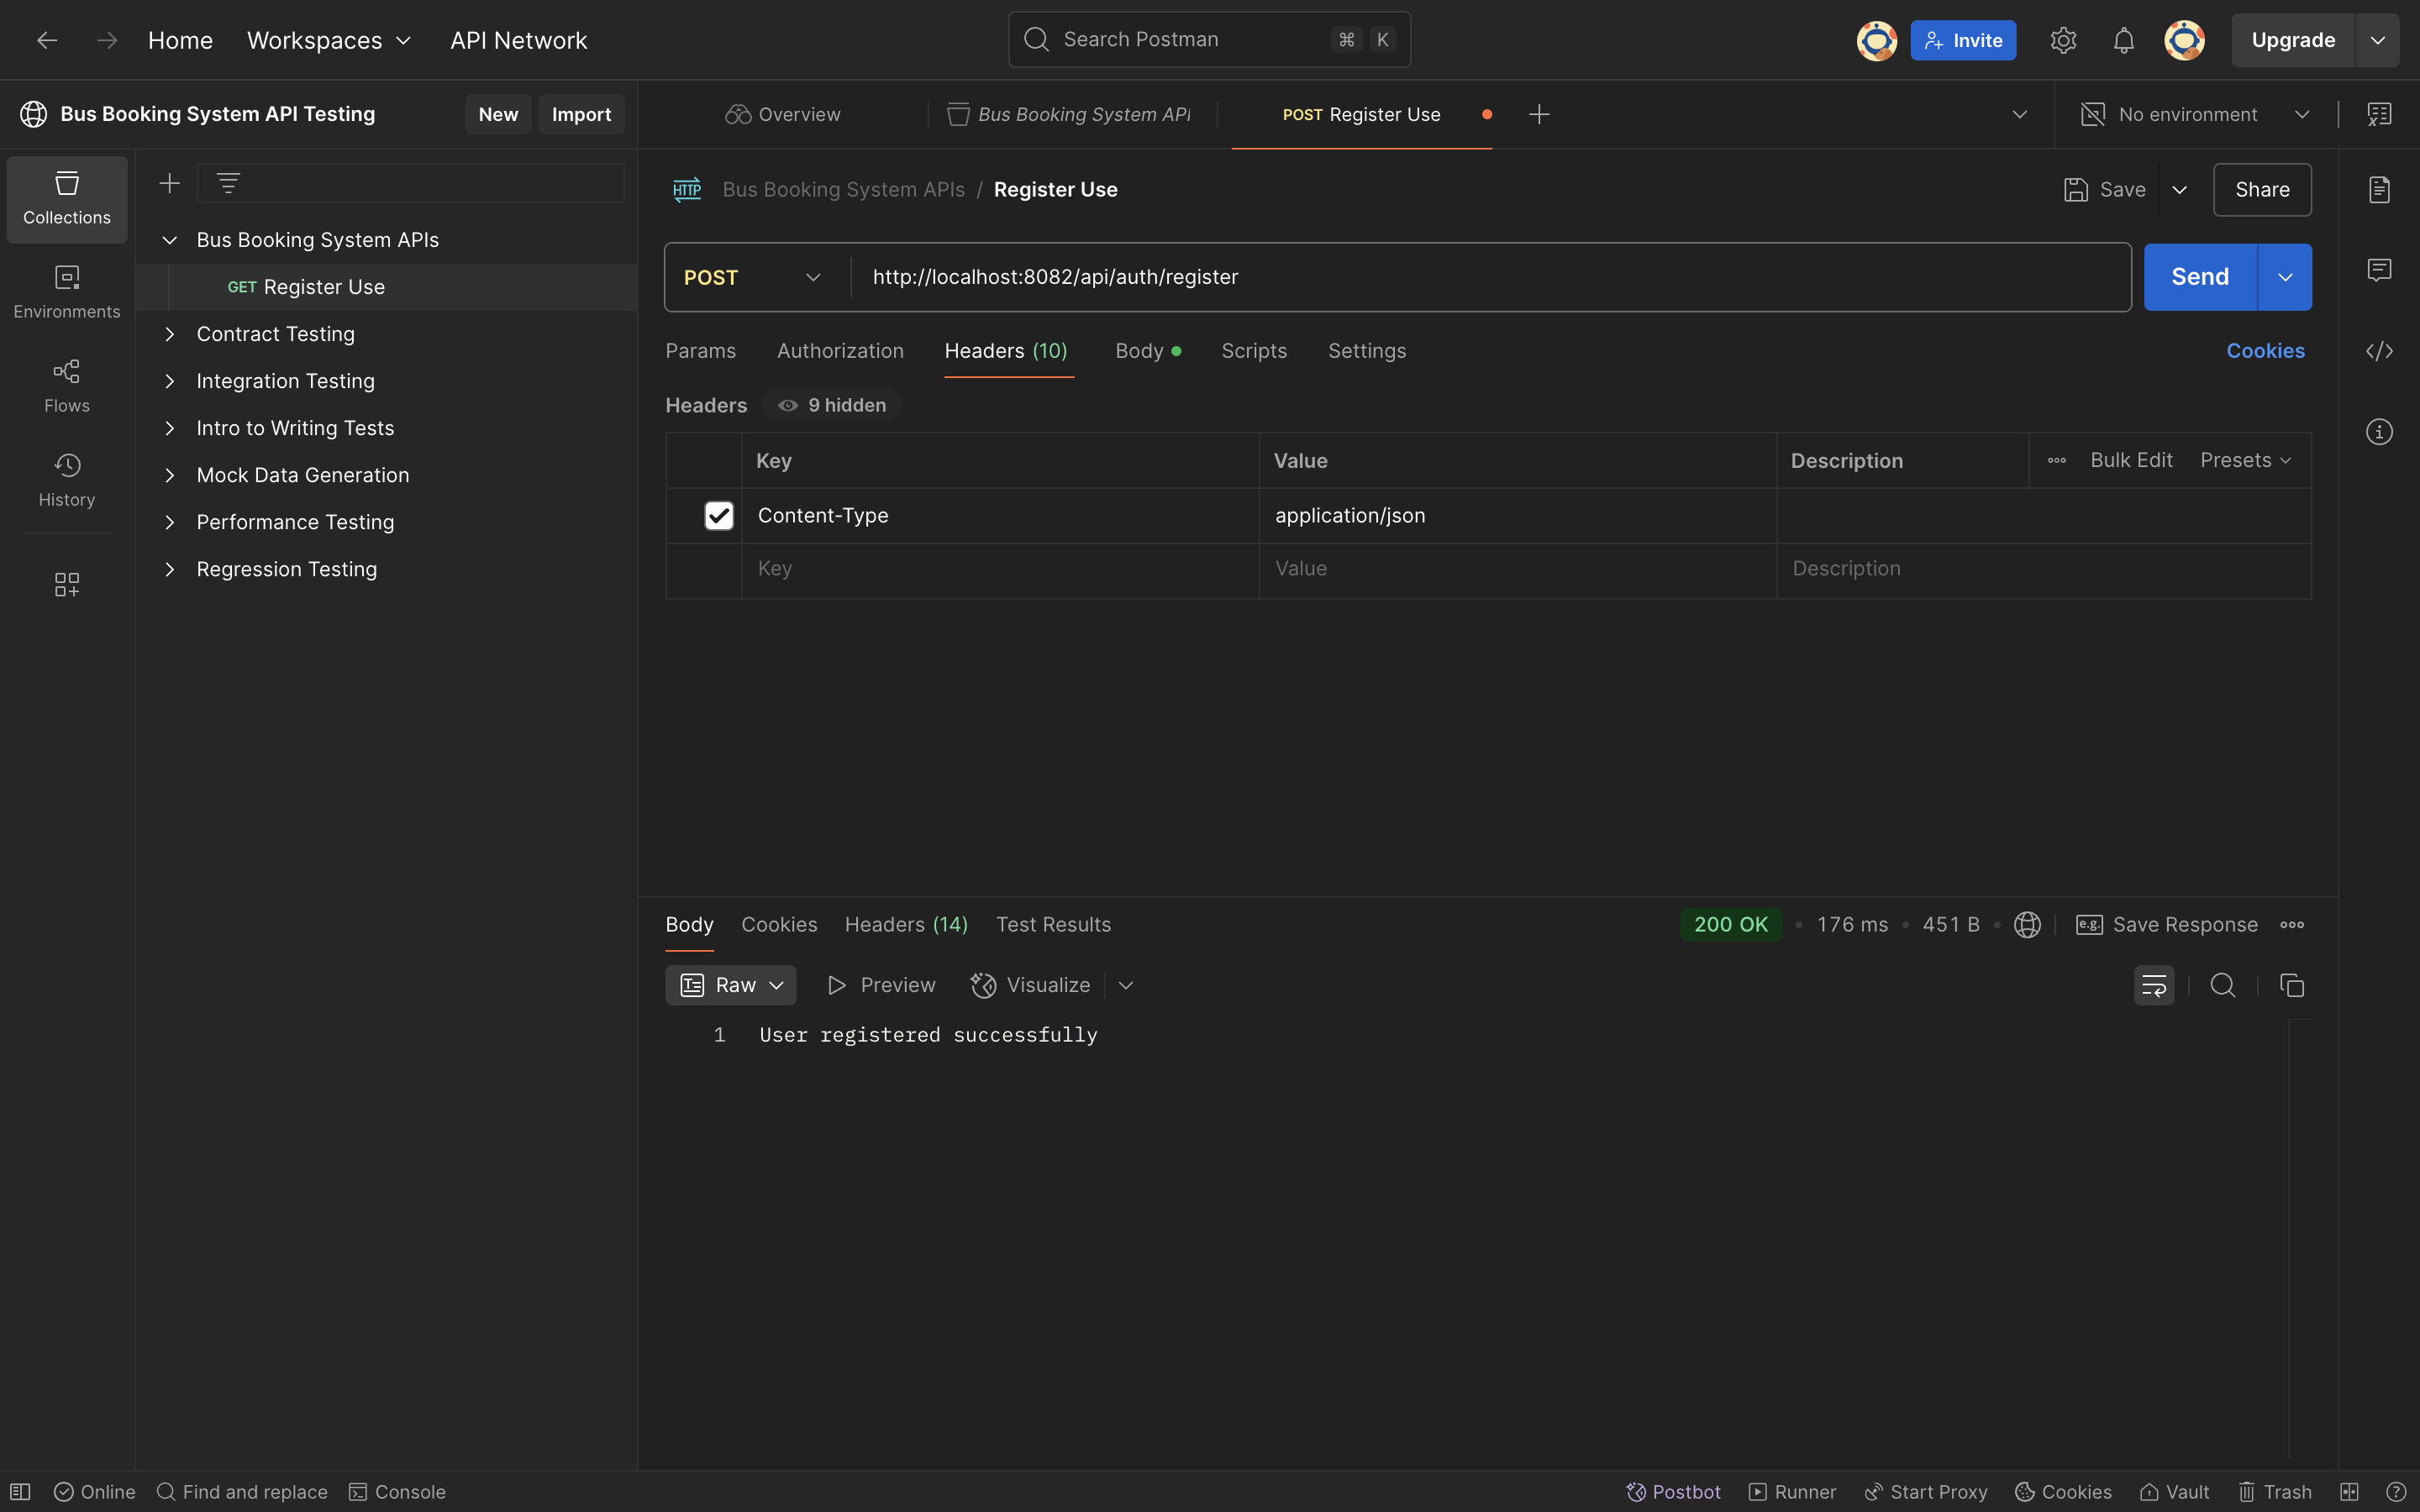 Home Workspaces API Network Search Postman ⌘ K Invite Upgrade
Bus Booking System API Testing New Import Overview Bus Booking System API POST Register Use No environment
HTTP Bus Booking System APIs / Register Use Save Share
Collections
Environments
Flows
History
Bus Booking System APIs
GET Register Use
Contract Testing
Integration Testing
Intro to Writing Tests
Mock Data Generation
Performance Testing
Regression Testing
POST http://localhost:8082/api/auth/register Send
Params Authorization Headers (10) Body Scripts Settings Cookies
Headers 9 hidden
Key Value Description Bulk Edit Presets
Content-Type application/json
Key Value Description
Body Cookies Headers (14) Test Results 200 OK • 176 ms • 451 B • e.g. Save Response
Raw Preview Visualize
1 User registered successfully
Online Find and replace Console Postbot Runner Start Proxy Cookies Vault Trash